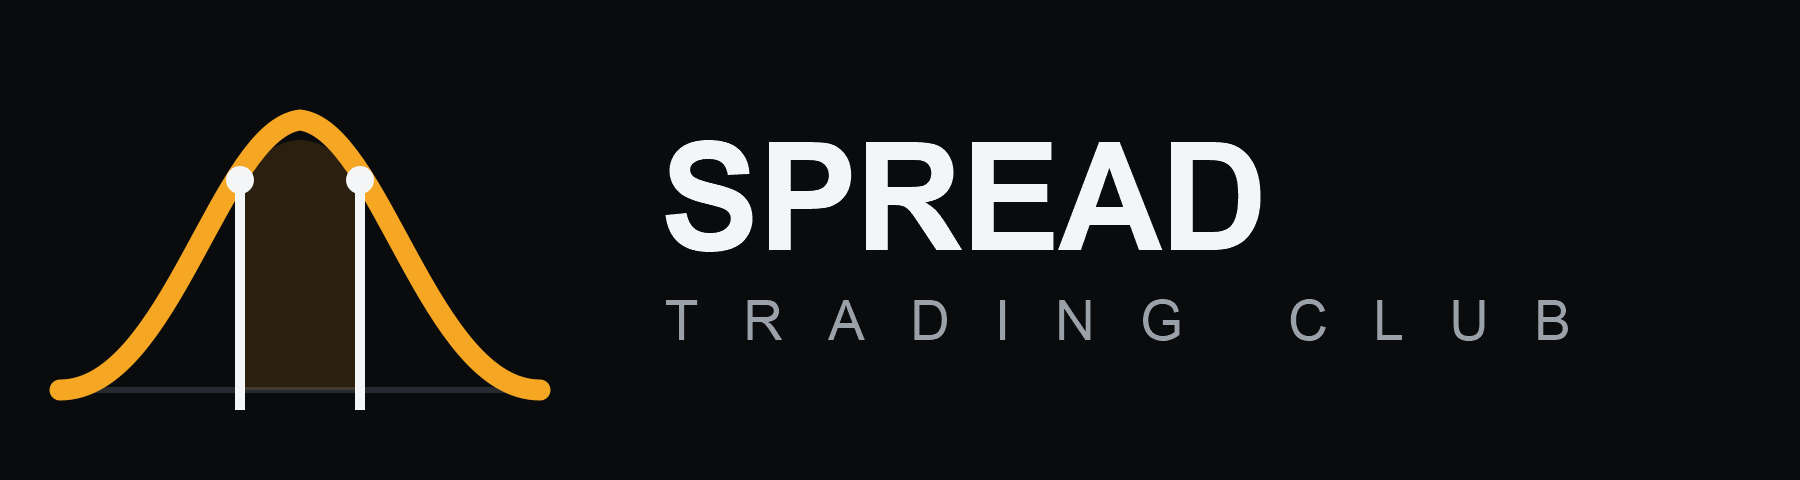 SPREAD
TRADING CLUB